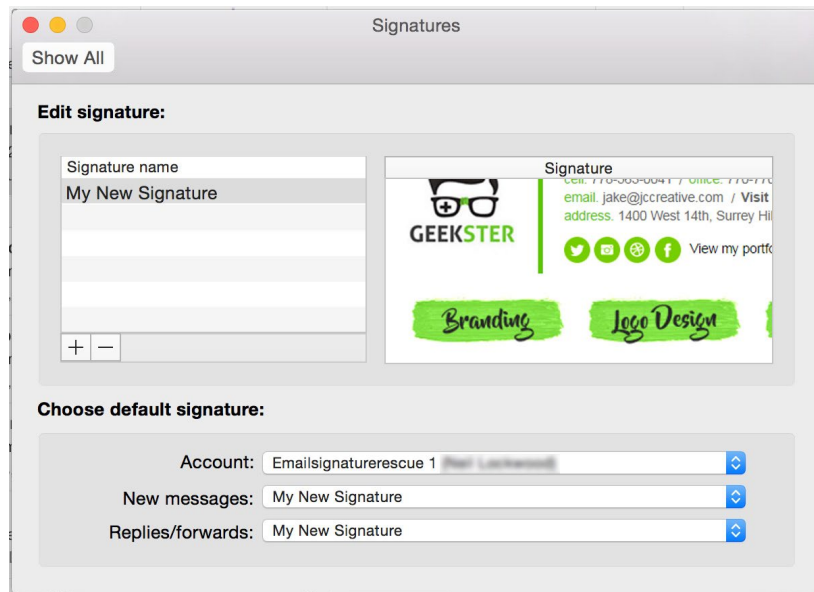 Signatures
Show All
Edit signature:
Signature name
My New Signature
Signature
email. jake@jccreative.com / Visit
address. 1400 West 14th, Surrey Hil
GEEKSTER
View my portfo
Branding
Logo Design
+ −
Choose default signature:
Account: Emailsignaturerescue 1
New messages: My New Signature
Replies/forwards: My New Signature